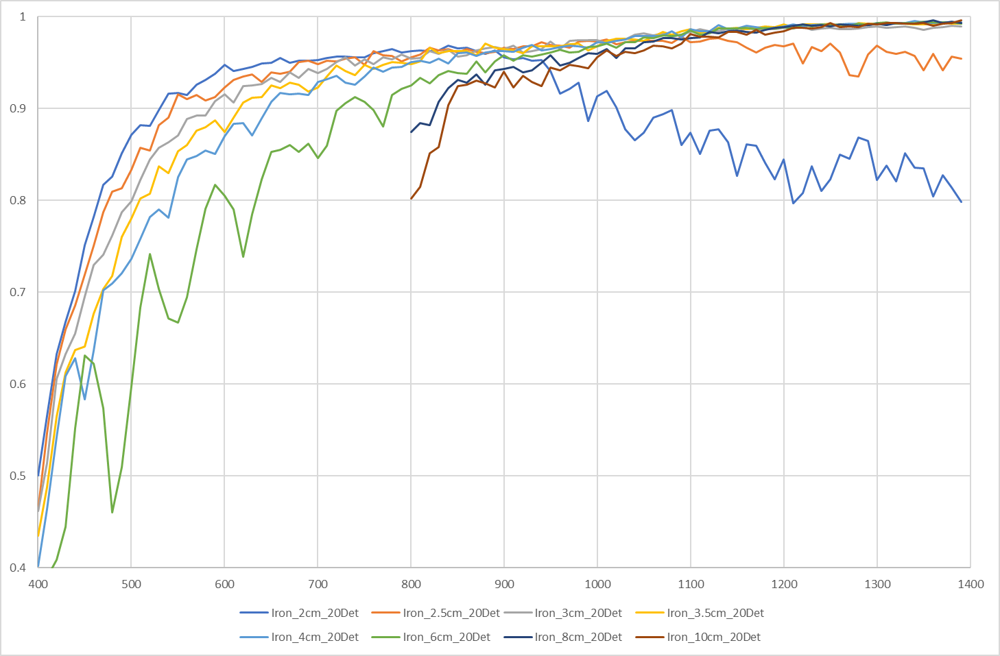 1
0.9
0.8
0.7
0.6
0.5
0.4
400 500 600 700 800 900 1000 1100 1200 1300 1400
Iron_2cm_20Det Iron_2.5cm_20Det Iron_3cm_20Det Iron_3.5cm_20Det
Iron_4cm_20Det Iron_6cm_20Det Iron_8cm_20Det Iron_10cm_20Det